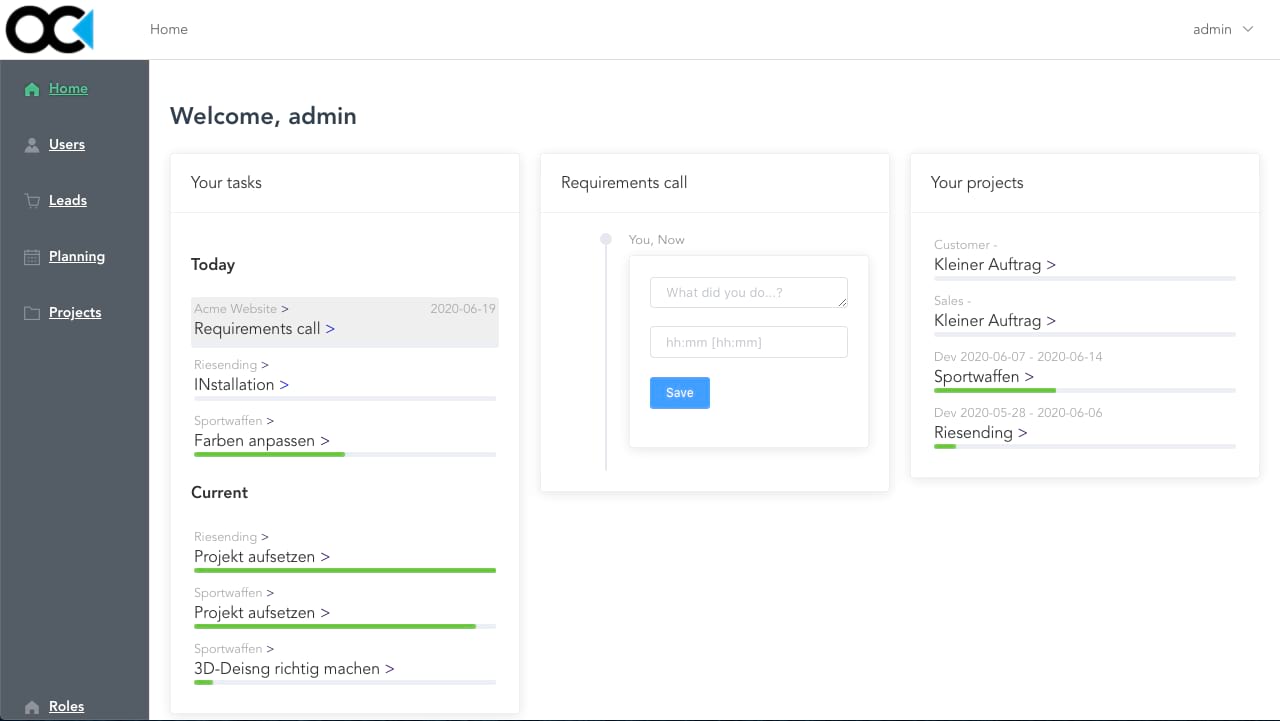 OC
Home
admin
Home
Users
Leads
Planning
Projects
Roles
Welcome, admin
Your tasks
Today
Acme Website > 2020-06-19
Requirements call >
Riesending >
INstallation >
Sportwaffen >
Farben anpassen >
Current
Riesending >
Projekt aufsetzen >
Sportwaffen >
Projekt aufsetzen >
Sportwaffen >
3D-Deisng richtig machen >
Requirements call
You, Now
What did you do...?
hh:mm [hh:mm]
Save
Your projects
Customer -
Kleiner Auftrag >
Sales -
Kleiner Auftrag >
Dev 2020-06-07 - 2020-06-14
Sportwaffen >
Dev 2020-05-28 - 2020-06-06
Riesending >